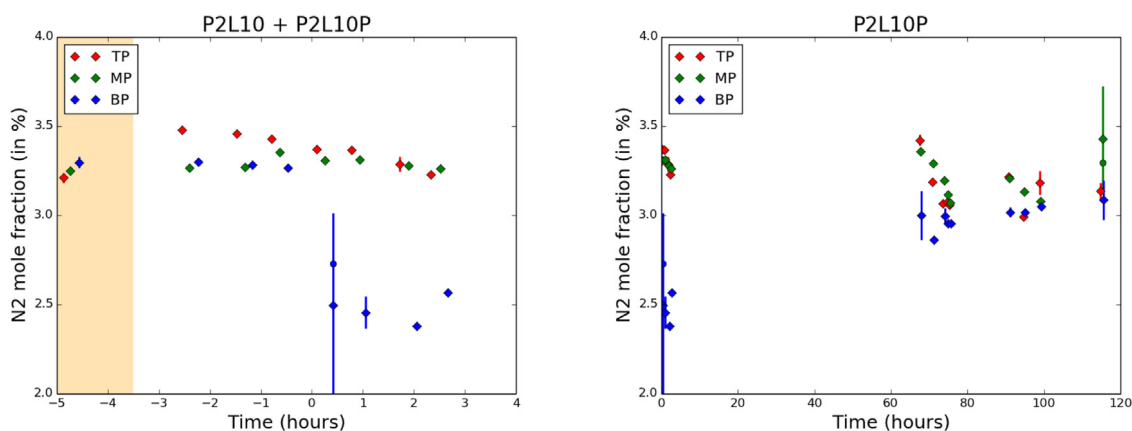 P2L10 + P2L10P
N2 mole fraction (in %)
4.0
3.5
3.0
2.5
2.0
TP
MP
BP
−5 −4 −3 −2 −1 0 1 2 3 4
Time (hours)
P2L10P
N2 mole fraction (in %)
4.0
3.5
3.0
2.5
2.0
TP
MP
BP
0 20 40 60 80 100 120
Time (hours)